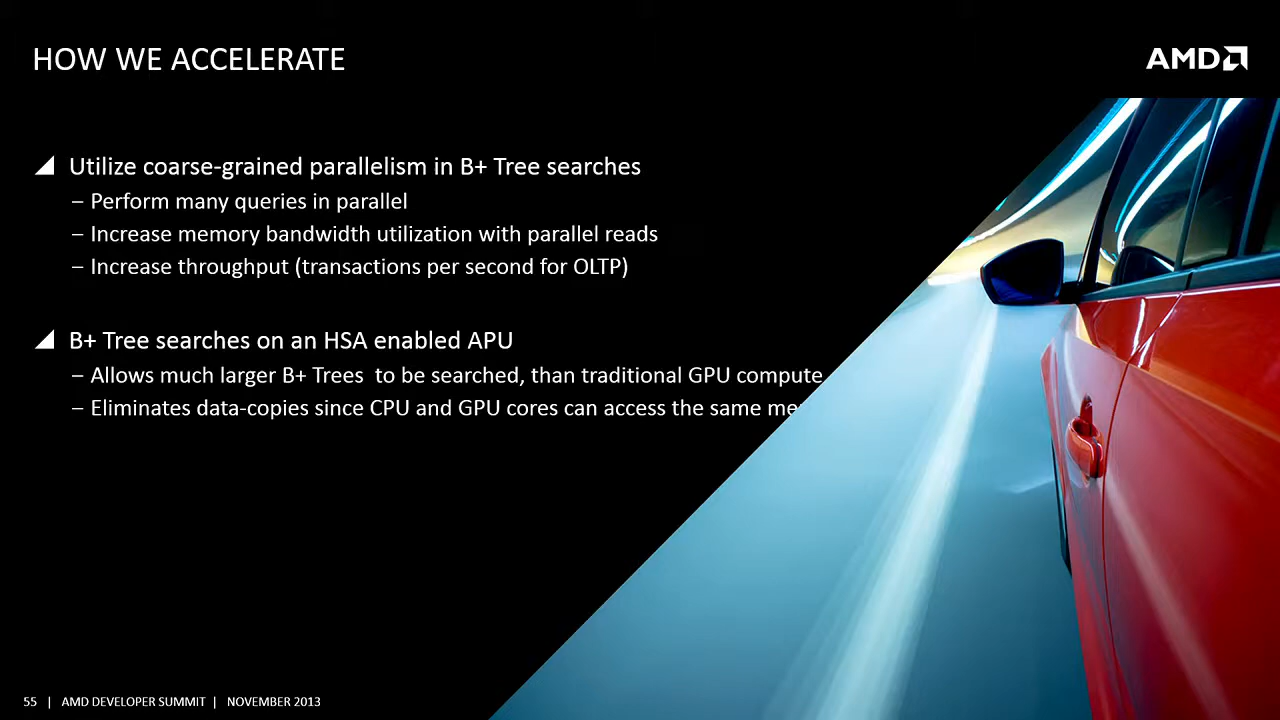 HOW WE ACCELERATE
AMD
Utilize coarse-grained parallelism in B+ Tree searches
– Perform many queries in parallel
– Increase memory bandwidth utilization with parallel reads
– Increase throughput (transactions per second for OLTP)
B+ Tree searches on an HSA enabled APU
– Allows much larger B+ Trees to be searched, than traditional GPU compute
– Eliminates data-copies since CPU and GPU cores can access the same
55 | AMD DEVELOPER SUMMIT | NOVEMBER 2013